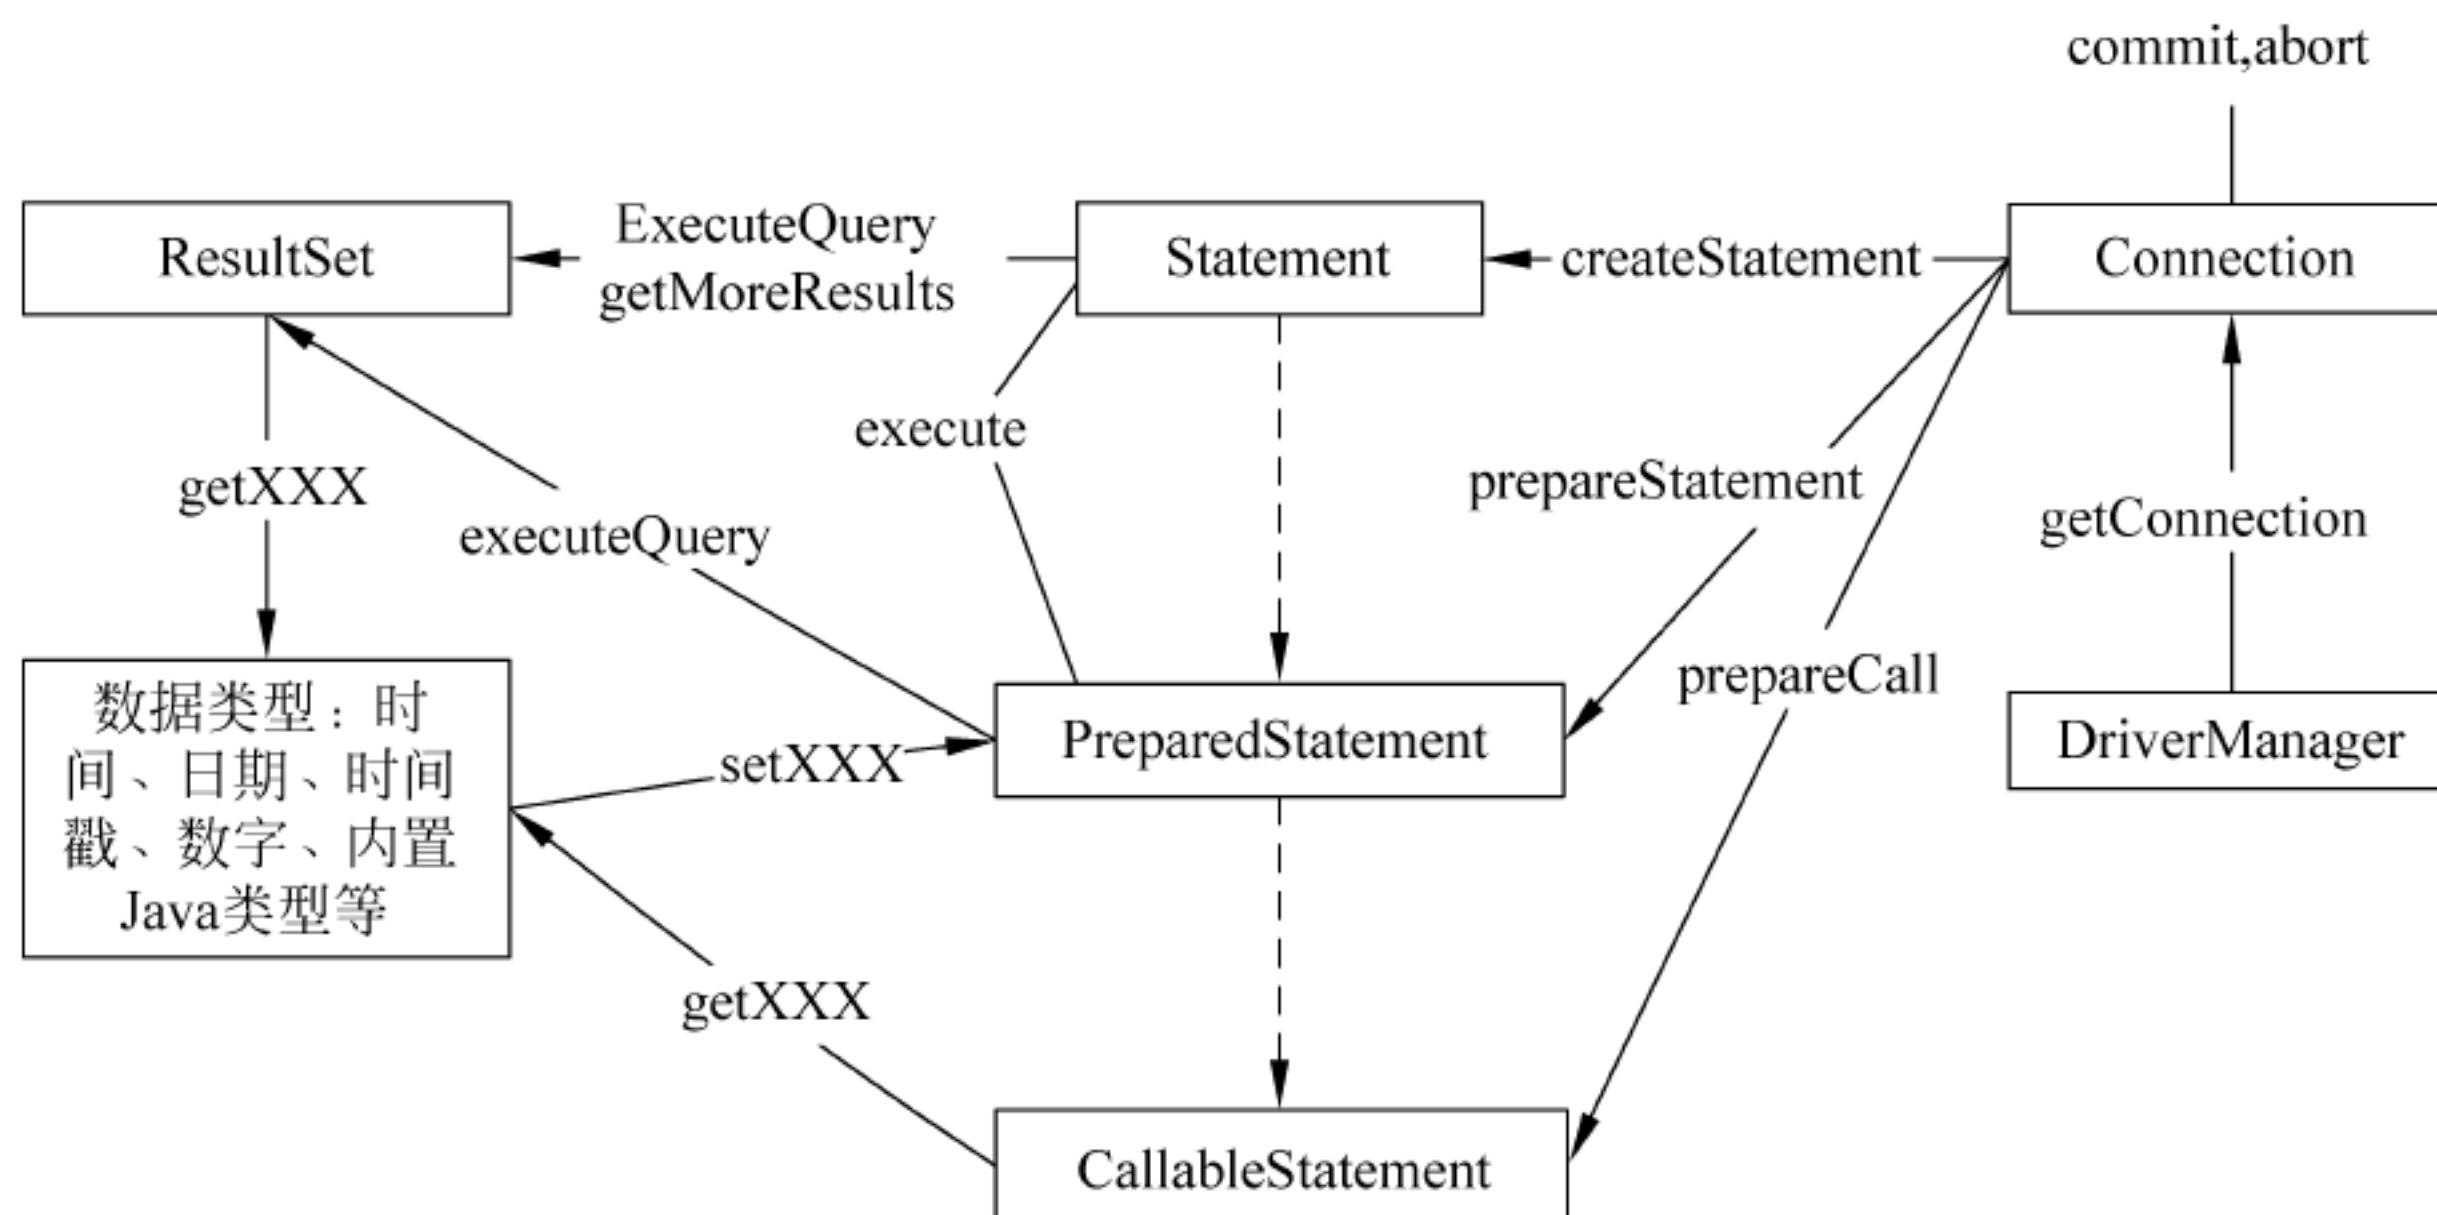 commit,abort
ResultSet
ExecuteQuery
getMoreResults
Statement
createStatement
Connection
execute
getXXX
executeQuery
prepareStatement
getConnection
prepareCall
数据类型：时
间、日期、时间
戳、数字、内置
Java类型等
setXXX
PreparedStatement
DriverManager
getXXX
CallableStatement